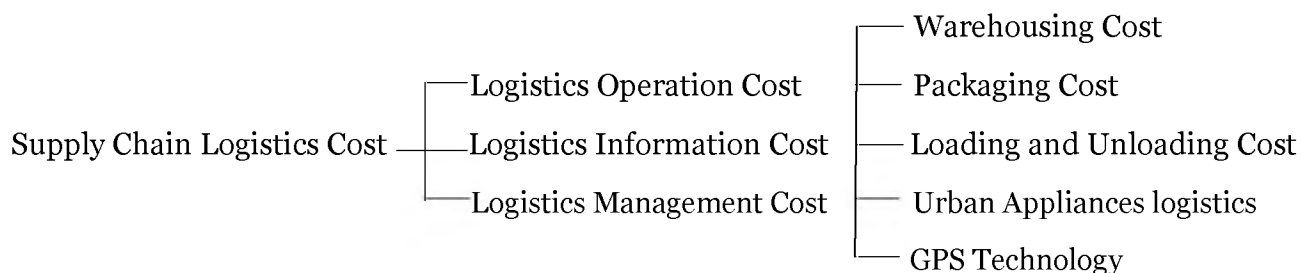 Supply Chain Logistics Cost
Logistics Operation Cost
Logistics Information Cost
Logistics Management Cost
Warehousing Cost
Packaging Cost
Loading and Unloading Cost
Urban Appliances logistics
GPS Technology